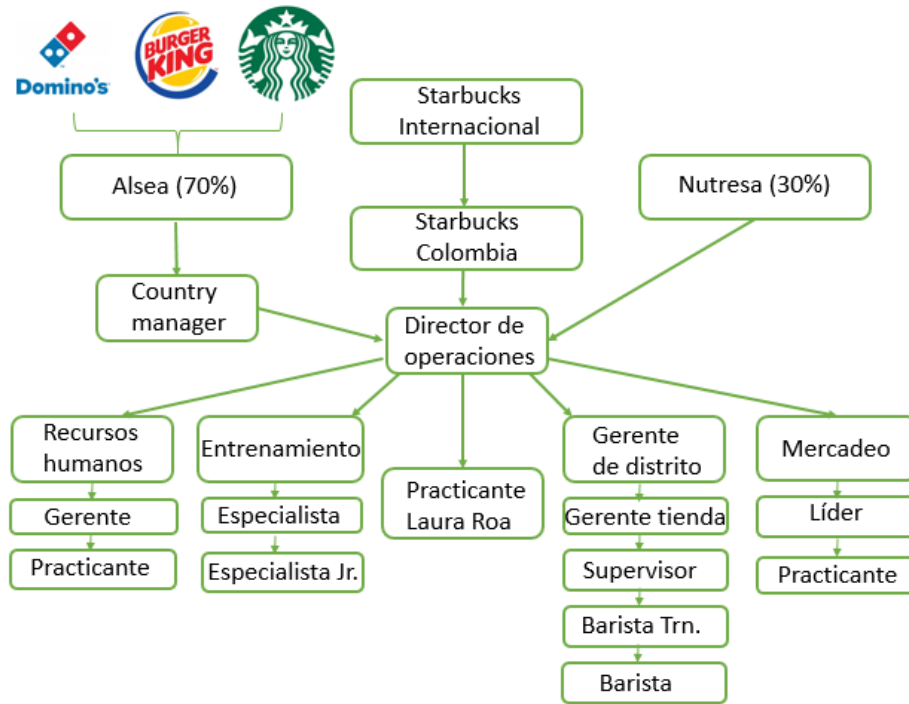 Domino's
BURGER
KING
Starbucks
Internacional
Alsea (70%)
Nutresa (30%)
Starbucks
Colombia
Country
manager
Director de
operaciones
Recursos
humanos
Entrenamiento
Practicante
Laura Roa
Gerente
de distrito
Mercadeo
Gerente
Especialista
Gerente tienda
Líder
Practicante
Especialista Jr.
Supervisor
Practicante
Barista Trn.
Barista